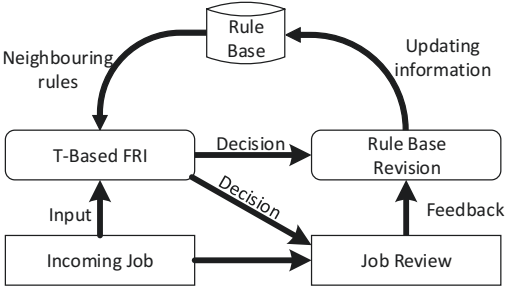 Rule
Base
Neighbouring
rules
Updating
information
T-Based FRI
Decision
Rule Base
Revision
Decision
Input
Feedback
Incoming Job
Job Review